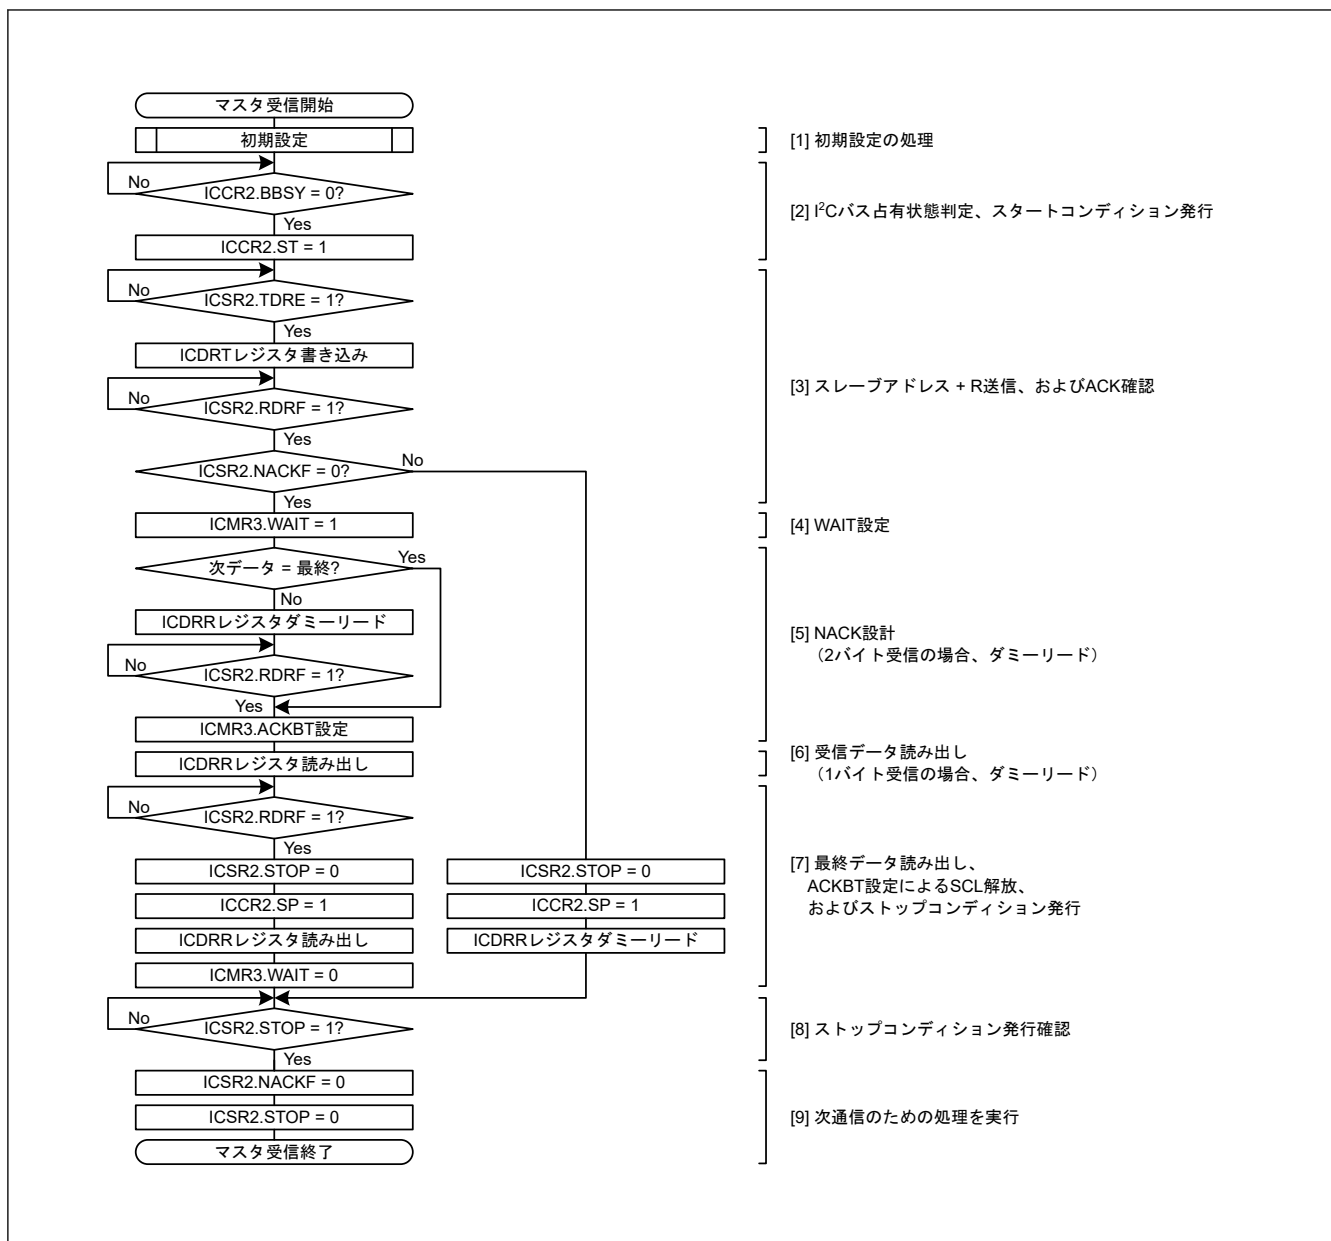 マスタ受信開始
初期設定
[1] 初期設定の処理
No
ICCR2.BBSY = 0?
Yes
ICCR2.ST = 1
[2] I²Cバス占有状態判定、スタートコンディション発行
No
ICSR2.TDRE = 1?
Yes
ICDRTレジスタ書き込み
No
ICSR2.RDRF = 1?
Yes
ICSR2.NACKF = 0?
No
Yes
[3] スレーブアドレス + R送信、およびACK確認
ICMR3.WAIT = 1
[4] WAIT設定
次データ = 最終?
Yes
No
ICDRRレジスタダミーリード
No
ICSR2.RDRF = 1?
Yes
ICMR3.ACKBT設定
[5] NACK設計
（2バイト受信の場合、ダミーリード）
ICDRRレジスタ読み出し
[6] 受信データ読み出し
（1バイト受信の場合、ダミーリード）
No
ICSR2.RDRF = 1?
Yes
ICSR2.STOP = 0
ICCR2.SP = 1
ICDRRレジスタ読み出し
ICMR3.WAIT = 0
ICSR2.STOP = 0
ICCR2.SP = 1
ICDRRレジスタダミーリード
[7] 最終データ読み出し、
ACKBT設定によるSCL解放、
およびストップコンディション発行
No
ICSR2.STOP = 1?
Yes
[8] ストップコンディション発行確認
ICSR2.NACKF = 0
ICSR2.STOP = 0
[9] 次通信のための処理を実行
マスタ受信終了